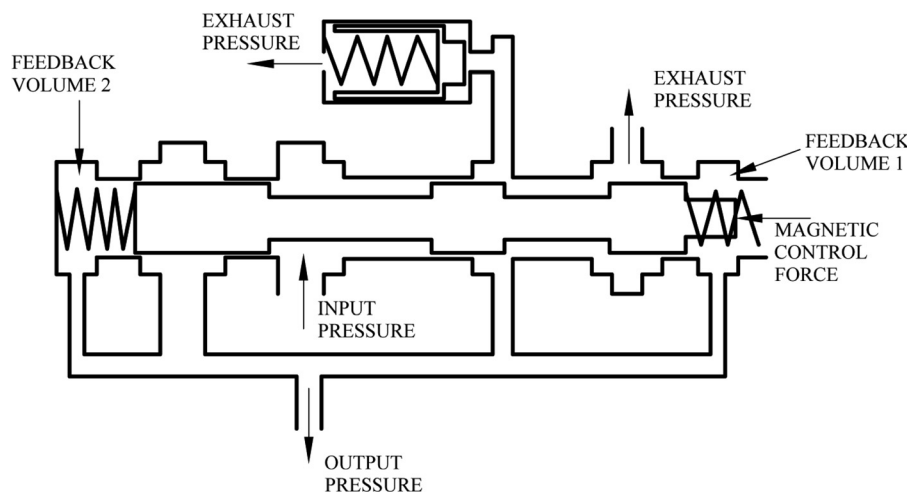 EXHAUST
PRESSURE
FEEDBACK
VOLUME 2
EXHAUST
PRESSURE
FEEDBACK
VOLUME 1
MAGNETIC
CONTROL
FORCE
INPUT
PRESSURE
OUTPUT
PRESSURE